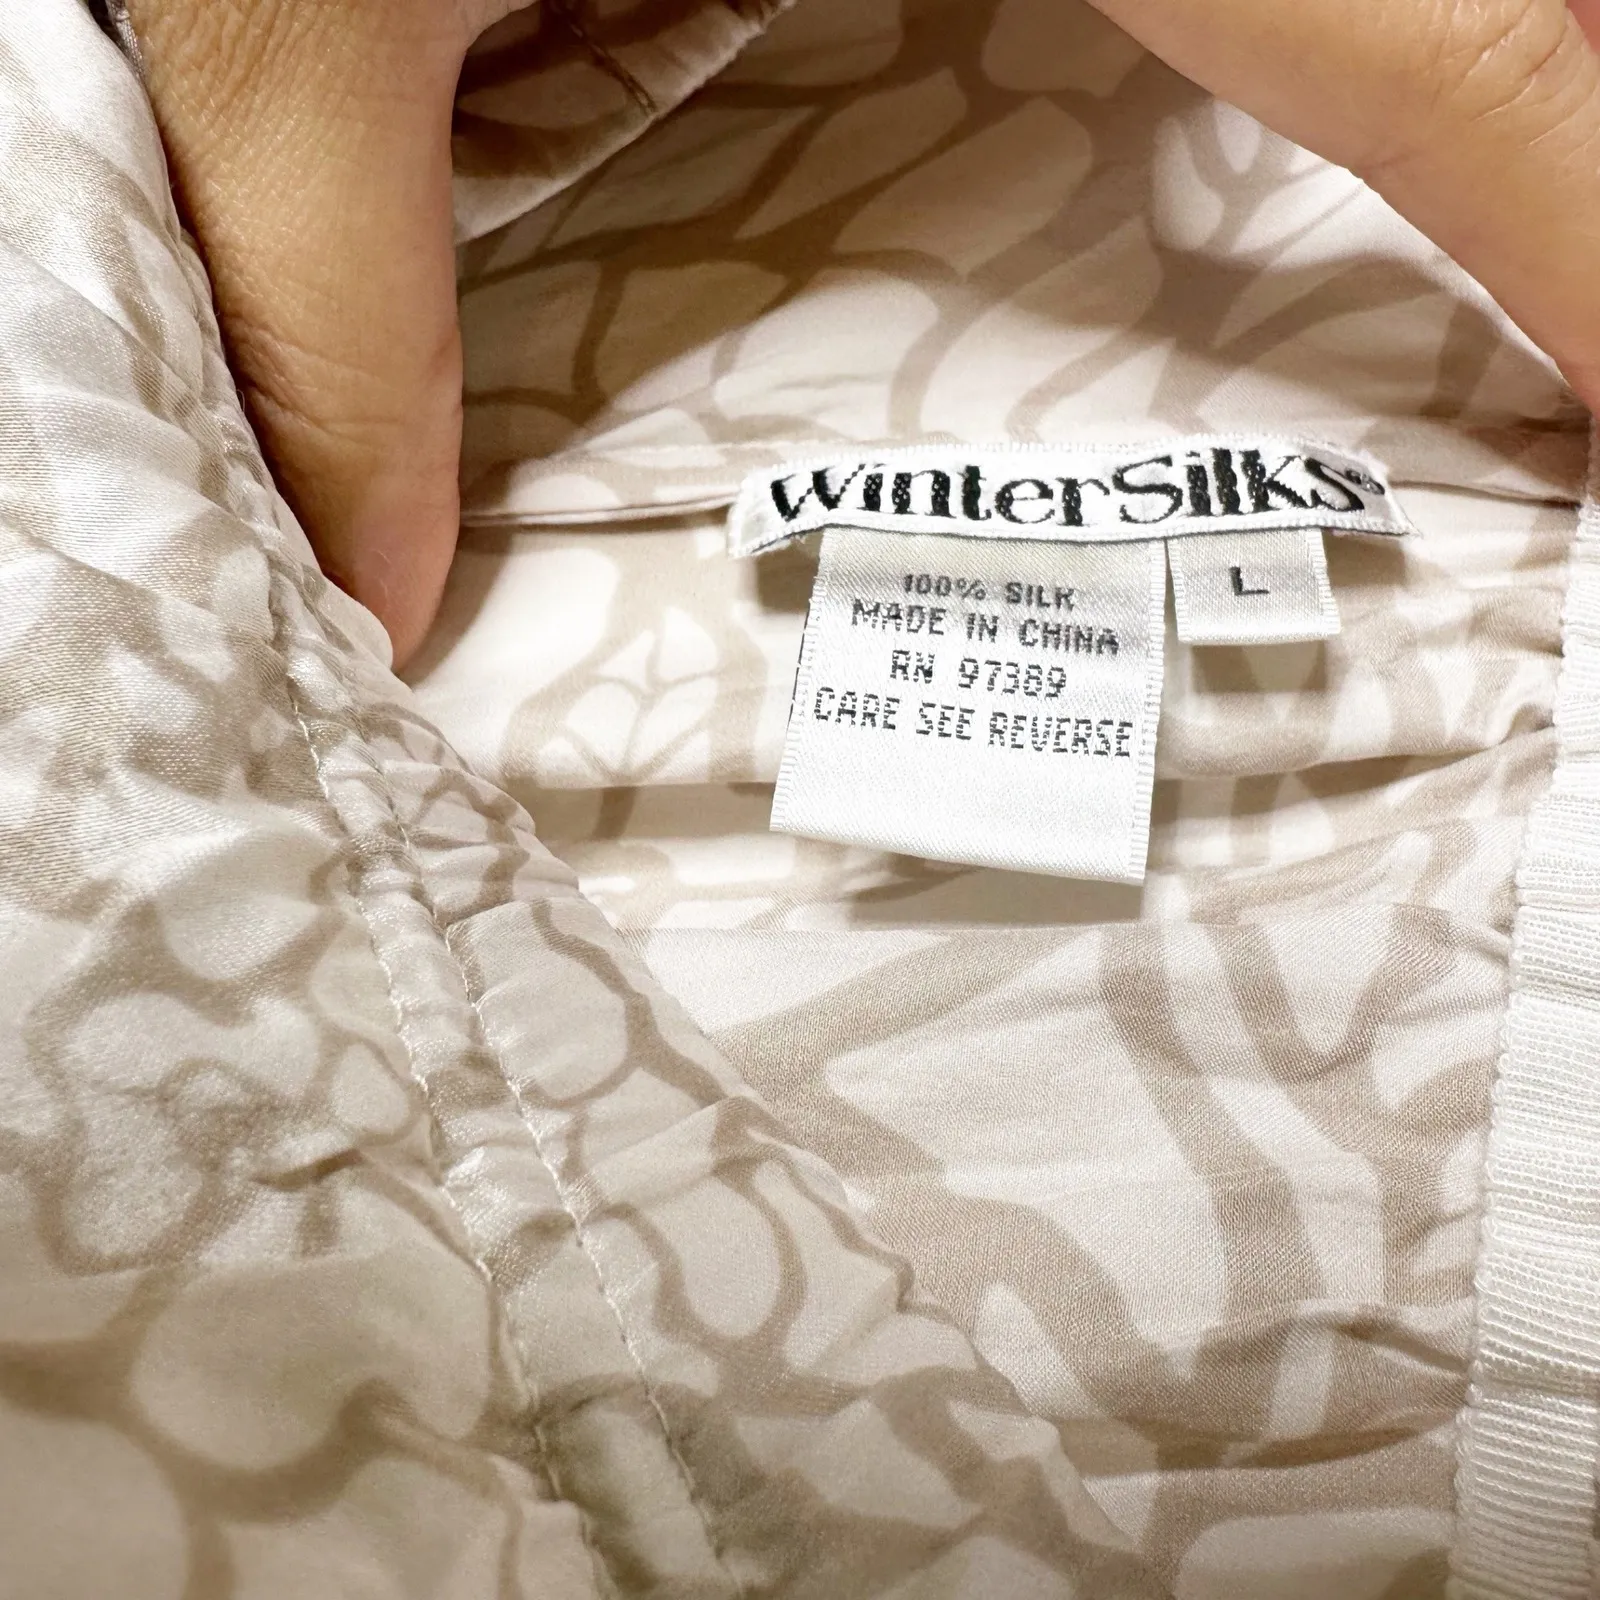 WinterSilks®
L
100% SILK
MADE IN CHINA
RN 97389
CARE SEE REVERSE